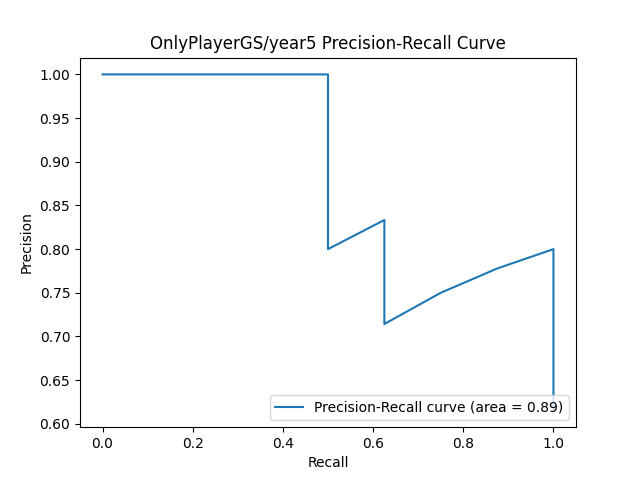 OnlyPlayerGS/year5 Precision-Recall Curve
1.00
0.95
0.90
0.85
0.80
0.75
0.70
0.65
0.60
Precision
Precision-Recall curve (area = 0.89)
0.0 0.2 0.4 0.6 0.8 1.0
Recall